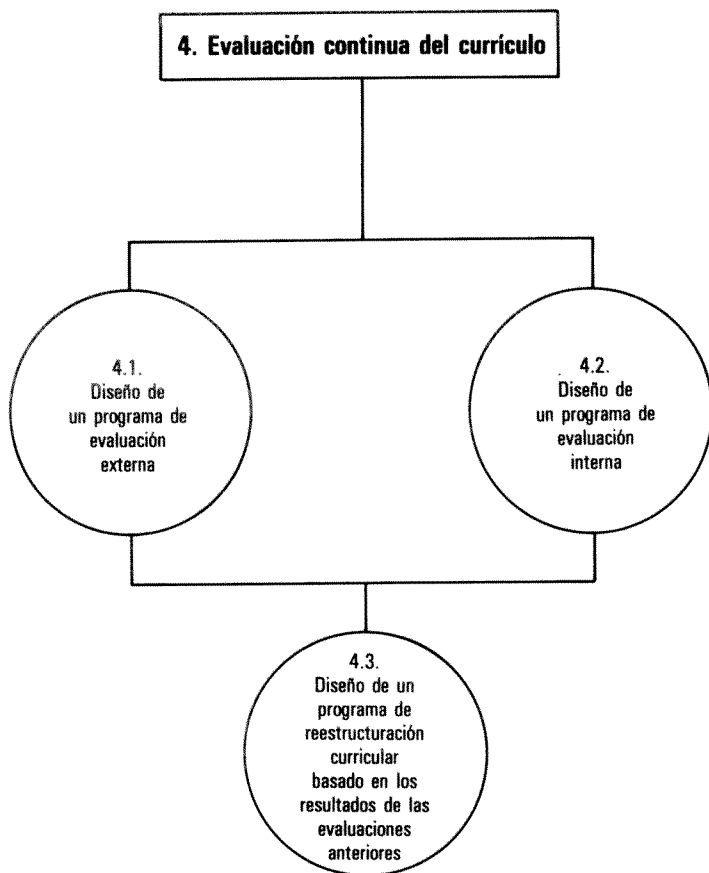 4. Evaluación continua del currículo
4.1.
Diseño de
un programa de
evaluación
externa
4.2.
Diseño de
un programa de
evaluación
interna
4.3.
Diseño de un
programa de
reestructuración
curricular
basado en los
resultados de las
evaluaciones
anteriores